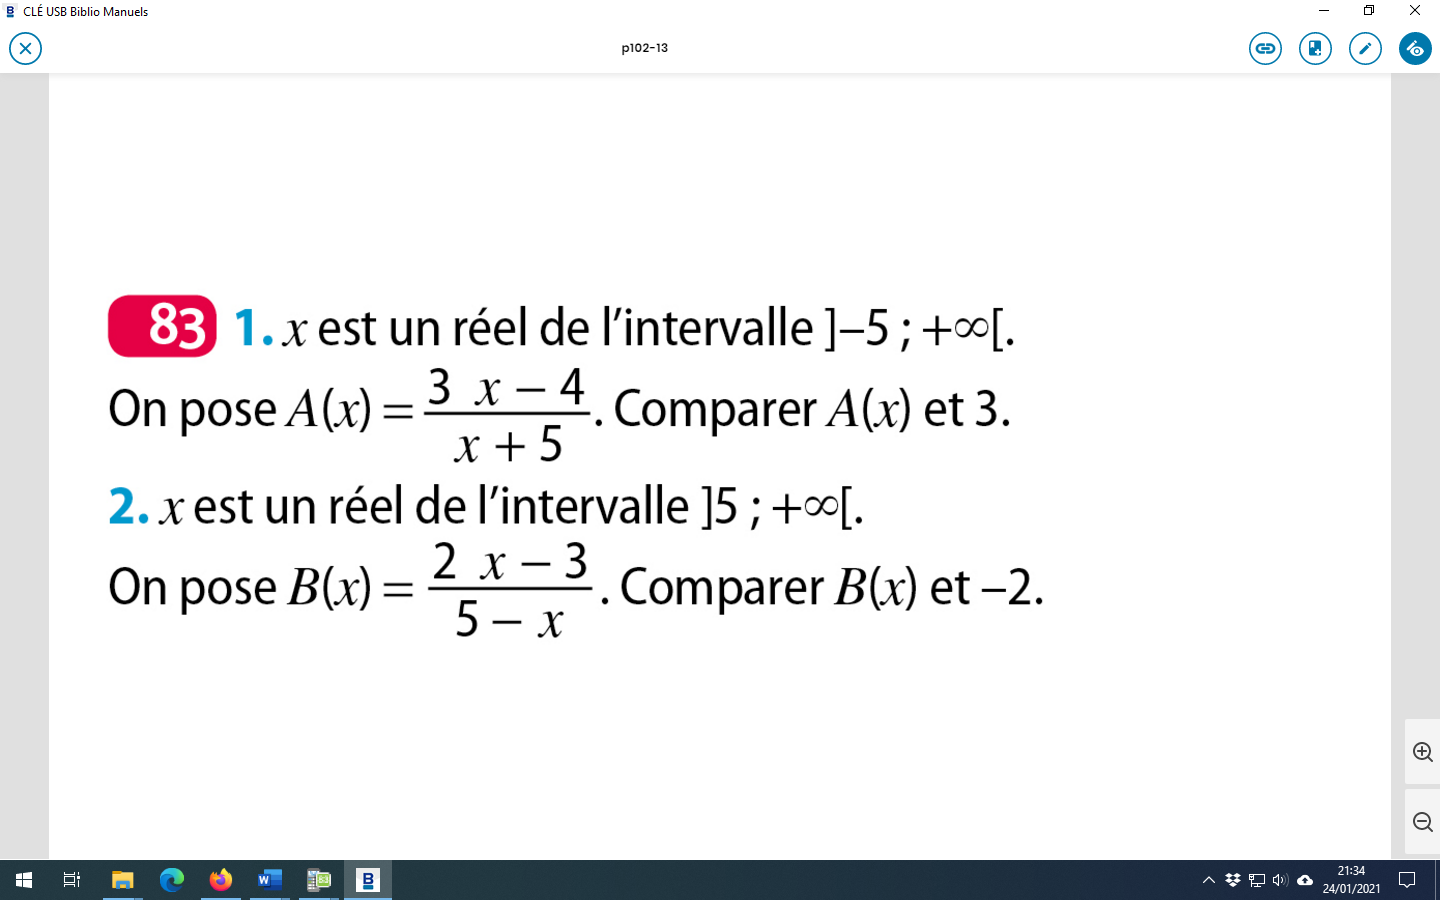 CLÉ USB Biblio Manuels
p102-13
83 1. x est un réel de l'intervalle ]–5 ; +∞[.
On pose A(x) = (3 x – 4)/(x + 5). Comparer A(x) et 3.
2. x est un réel de l'intervalle ]5 ; +∞[.
On pose B(x) = (2 x – 3)/(5 – x). Comparer B(x) et –2.
21:34
24/01/2021